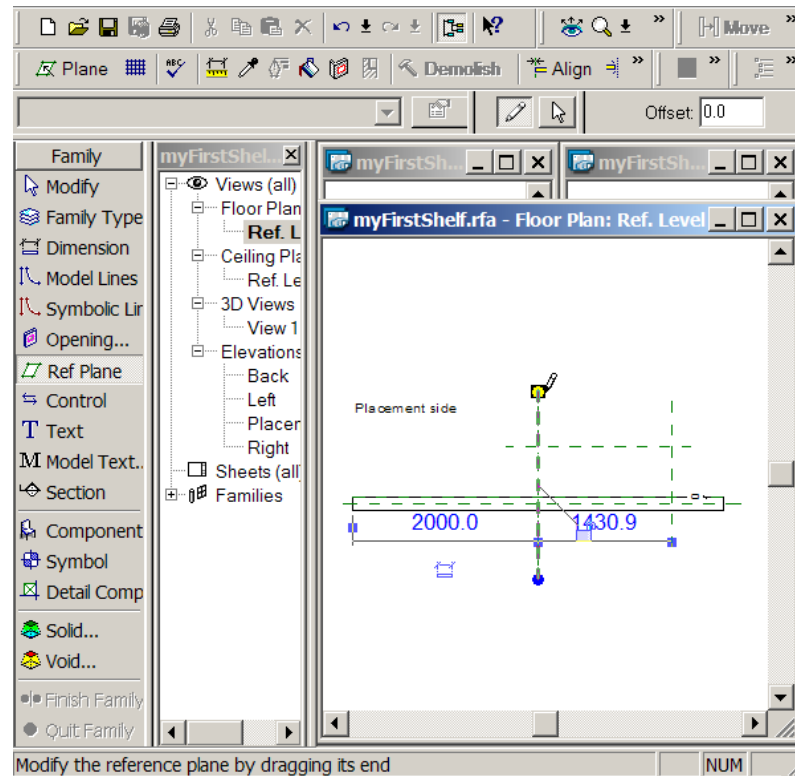 Move »
Plane ABC Demolish Align » » »
Offset: 0.0
Family
Modify
Family Type
Dimension
Model Lines
Symbolic Lir
Opening...
Ref Plane
Control
T Text
M Model Text..
Section
Component
Symbol
Detail Comp
Solid...
Void...
Finish Family
Quit Family
myFirstShel...
Views (all)
Floor Plan
Ref. L
Ceiling Pla
Ref. Le
3D Views
View 1
Elevations
Back
Left
Placer
Right
Sheets (all
Families
myFirstSh...
myFirstSh...
myFirstShelf.rfa - Floor Plan: Ref. Level
Placement side
2000.0 1430.9
Modify the reference plane by dragging its end NUM